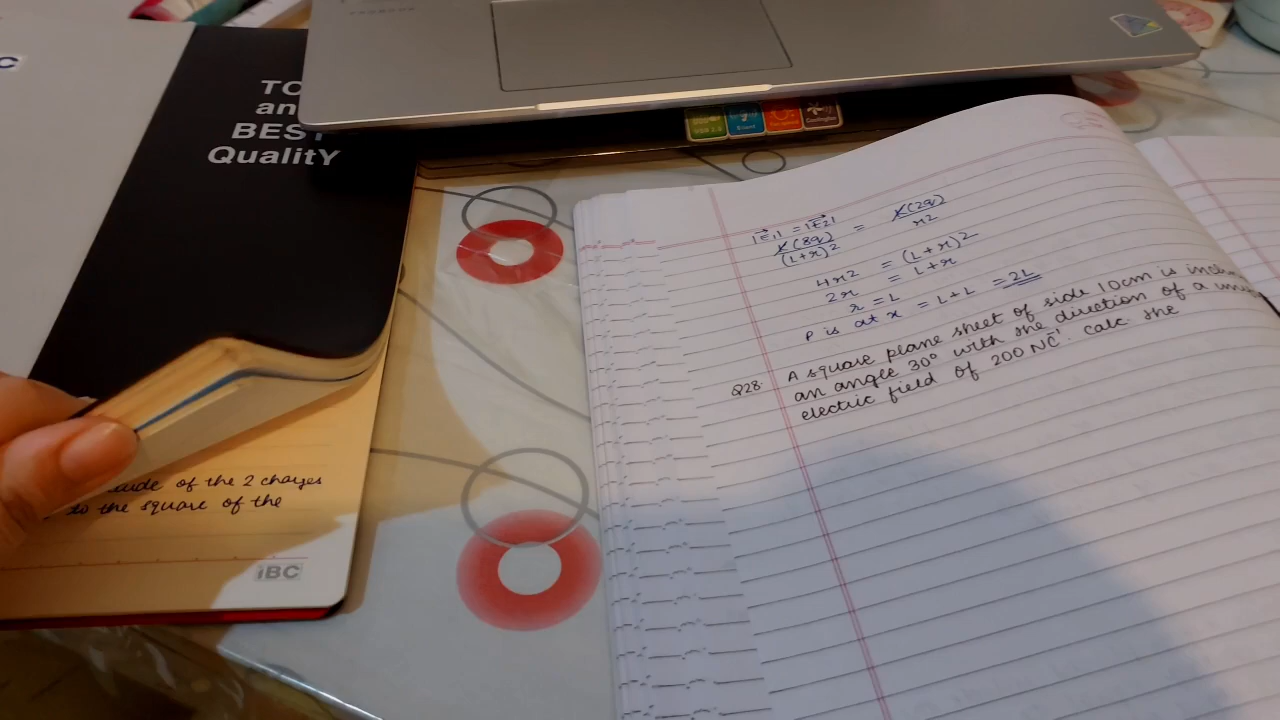 C
TO
an
BEST
QualitY
of the 2 charges
to the square of the
iBC
|E₁| = |E₂|
K(8q) = K(2q)
(L+x)² x²
4x² = (L+x)²
2x = L+x
x = L
P is at x = L+L = 2L
Q28. A square plane sheet of side 10cm is
an angle 30° with the direction of a
electric field of 200 NC⁻¹. calc. the